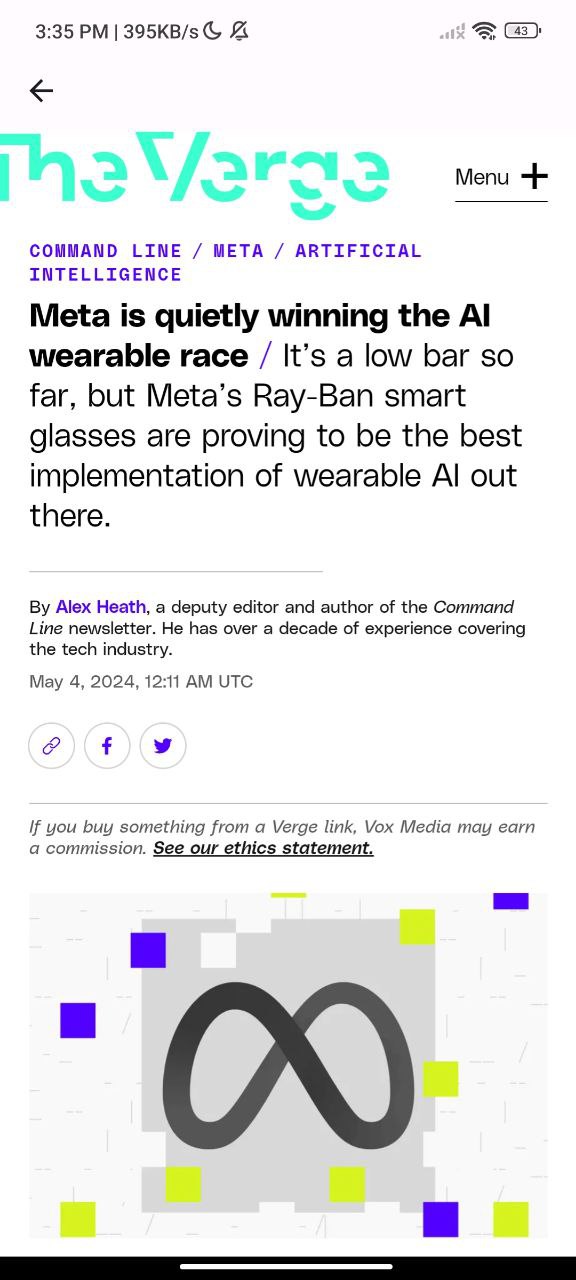 3:35 PM | 395KB/s
43
The Verge
Menu
COMMAND LINE / META / ARTIFICIAL
INTELLIGENCE
Meta is quietly winning the AI
wearable race / It’s a low bar so
far, but Meta’s Ray-Ban smart
glasses are proving to be the best
implementation of wearable AI out
there.
By Alex Heath, a deputy editor and author of the Command
Line newsletter. He has over a decade of experience covering
the tech industry.
May 4, 2024, 12:11 AM UTC
If you buy something from a Verge link, Vox Media may earn
a commission. See our ethics statement.